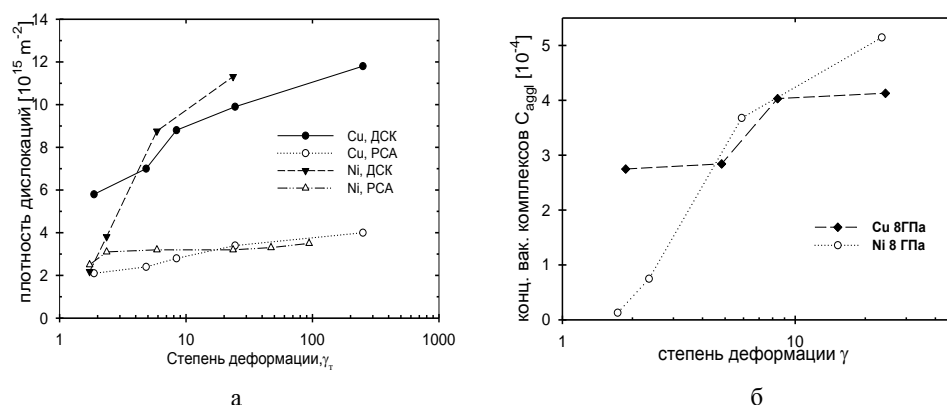 плотность дислокаций [10¹⁵ m⁻²]
14
12
10
8
6
4
2
0
Cu, ДСК
Cu, РСА
Ni, ДСК
Ni, РСА
1
10
100
1000
Степень деформации,γ_т
а
конц. вак. комплексов C_aggl [10⁻⁴]
5
4
3
2
1
0
Cu 8ГПа
Ni 8 ГПа
1
10
степень деформации γ
б